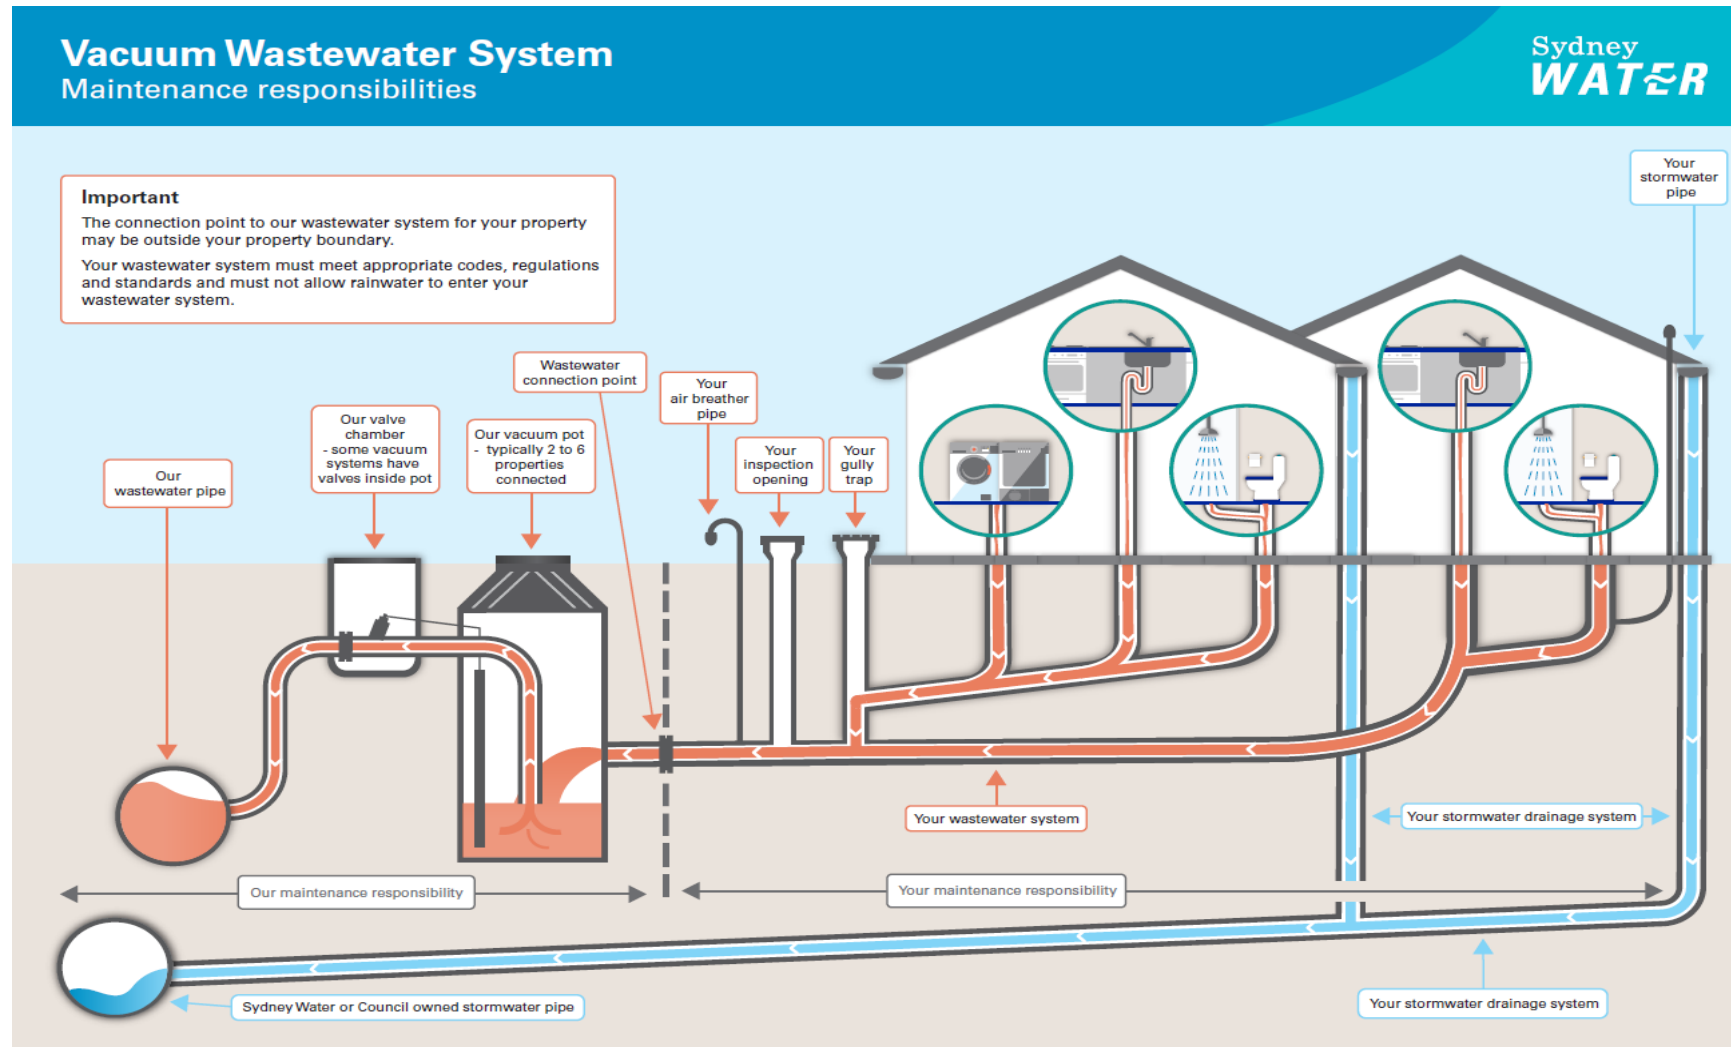 Vacuum Wastewater System
Maintenance responsibilities
Sydney
WATER
Important
The connection point to our wastewater system for your property
may be outside your property boundary.
Your wastewater system must meet appropriate codes, regulations
and standards and must not allow rainwater to enter your
wastewater system.
Your
stormwater
pipe
Wastewater
connection point
Your
air breather
pipe
Our valve
chamber
- some vacuum
systems have
valves inside pot
Our vacuum pot
- typically 2 to 6
properties
connected
Your
inspection
opening
Your
gully
trap
Our
wastewater pipe
Your wastewater system
Your stormwater drainage system
Our maintenance responsibility
Your maintenance responsibility
Sydney Water or Council owned stormwater pipe
Your stormwater drainage system